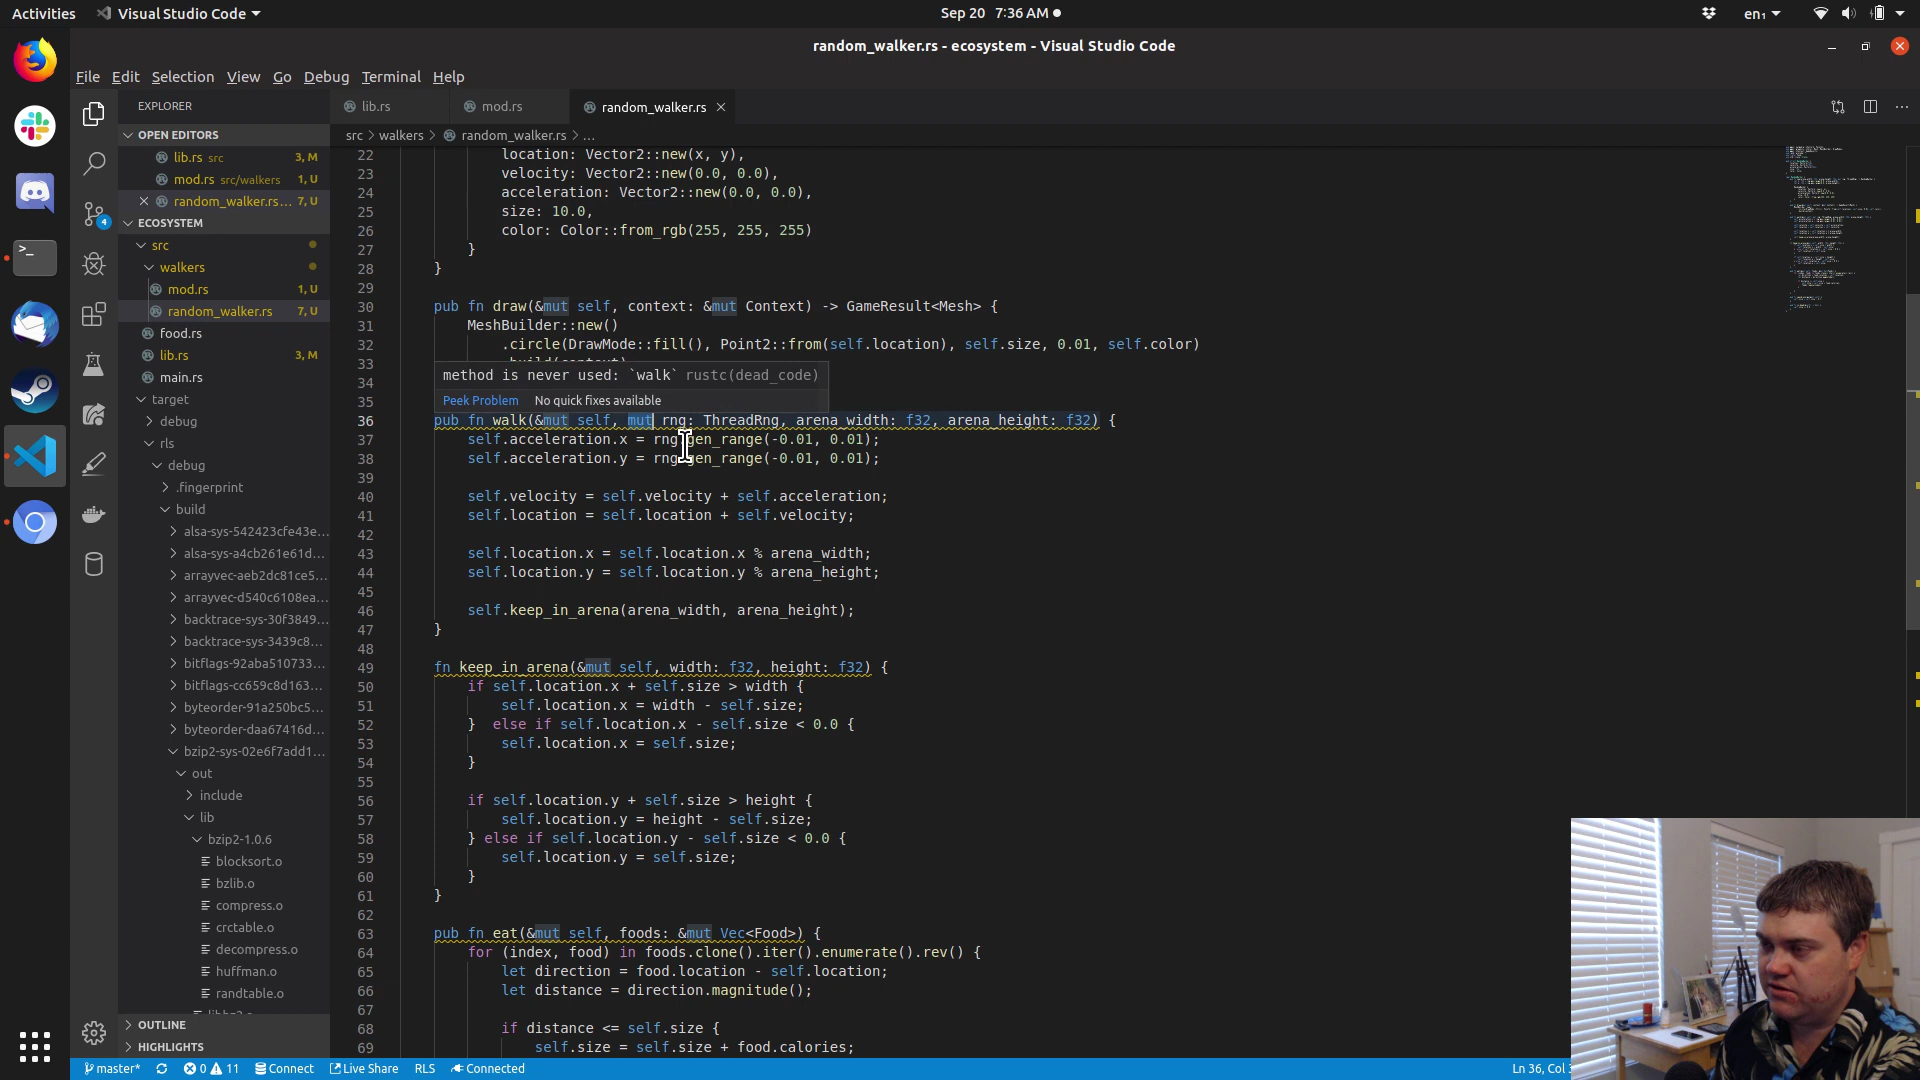 Activities
Visual Studio Code
Sep 20 7:36 AM
en₁
random_walker.rs - ecosystem - Visual Studio Code
File Edit Selection View Go Debug Terminal Help
EXPLORER
lib.rs
mod.rs
random_walker.rs
src > walkers > random_walker.rs > ...
OPEN EDITORS
lib.rs src 3, M
mod.rs src/walkers 1, U
random_walker.rs... 7, U
ECOSYSTEM
src
walkers
mod.rs 1, U
random_walker.rs 7, U
food.rs
lib.rs 3, M
main.rs
target
debug
rls
debug
.fingerprint
build
alsa-sys-542423cfe43e...
alsa-sys-a4cb261e61d...
arrayvec-aeb2dc81ce5...
arrayvec-d540c6108ea...
backtrace-sys-30f3849...
backtrace-sys-3439c8...
bitflags-92aba510733...
bitflags-cc659c8d163...
byteorder-91a250bc5...
byteorder-daa67416d...
bzip2-sys-02e6f7add1...
out
include
lib
bzip2-1.0.6
blocksort.o
bzlib.o
compress.o
crctable.o
decompress.o
huffman.o
randtable.o
OUTLINE
HIGHLIGHTS
4
22 location: Vector2::new(x, y),
23 velocity: Vector2::new(0.0, 0.0),
24 acceleration: Vector2::new(0.0, 0.0),
25 size: 10.0,
26 color: Color::from_rgb(255, 255, 255)
27 }
28 }
29
30 pub fn draw(&mut self, context: &mut Context) -> GameResult<Mesh> {
31 MeshBuilder::new()
32 .circle(DrawMode::fill(), Point2::from(self.location), self.size, 0.01, self.color)
33 .build(context)
method is never used: `walk` rustc(dead_code)
34
Peek Problem No quick fixes available
35
36 pub fn walk(&mut self, mut rng: ThreadRng, arena_width: f32, arena_height: f32) {
37 self.acceleration.x = rng.gen_range(-0.01, 0.01);
38 self.acceleration.y = rng.gen_range(-0.01, 0.01);
39
40 self.velocity = self.velocity + self.acceleration;
41 self.location = self.location + self.velocity;
42
43 self.location.x = self.location.x % arena_width;
44 self.location.y = self.location.y % arena_height;
45
46 self.keep_in_arena(arena_width, arena_height);
47 }
48
49 fn keep_in_arena(&mut self, width: f32, height: f32) {
50 if self.location.x + self.size > width {
51 self.location.x = width - self.size;
52 }  else if self.location.x - self.size < 0.0 {
53 self.location.x = self.size;
54 }
55
56 if self.location.y + self.size > height {
57 self.location.y = height - self.size;
58 } else if self.location.y - self.size < 0.0 {
59 self.location.y = self.size;
60 }
61 }
62
63 pub fn eat(&mut self, foods: &mut Vec<Food>) {
64 for (index, food) in foods.clone().iter().enumerate().rev() {
65 let direction = food.location - self.location;
66 let distance = direction.magnitude();
67
68 if distance <= self.size {
69 self.size = self.size + food.calories;
master* 0 11 Connect Live Share RLS Connected
Ln 36, Col